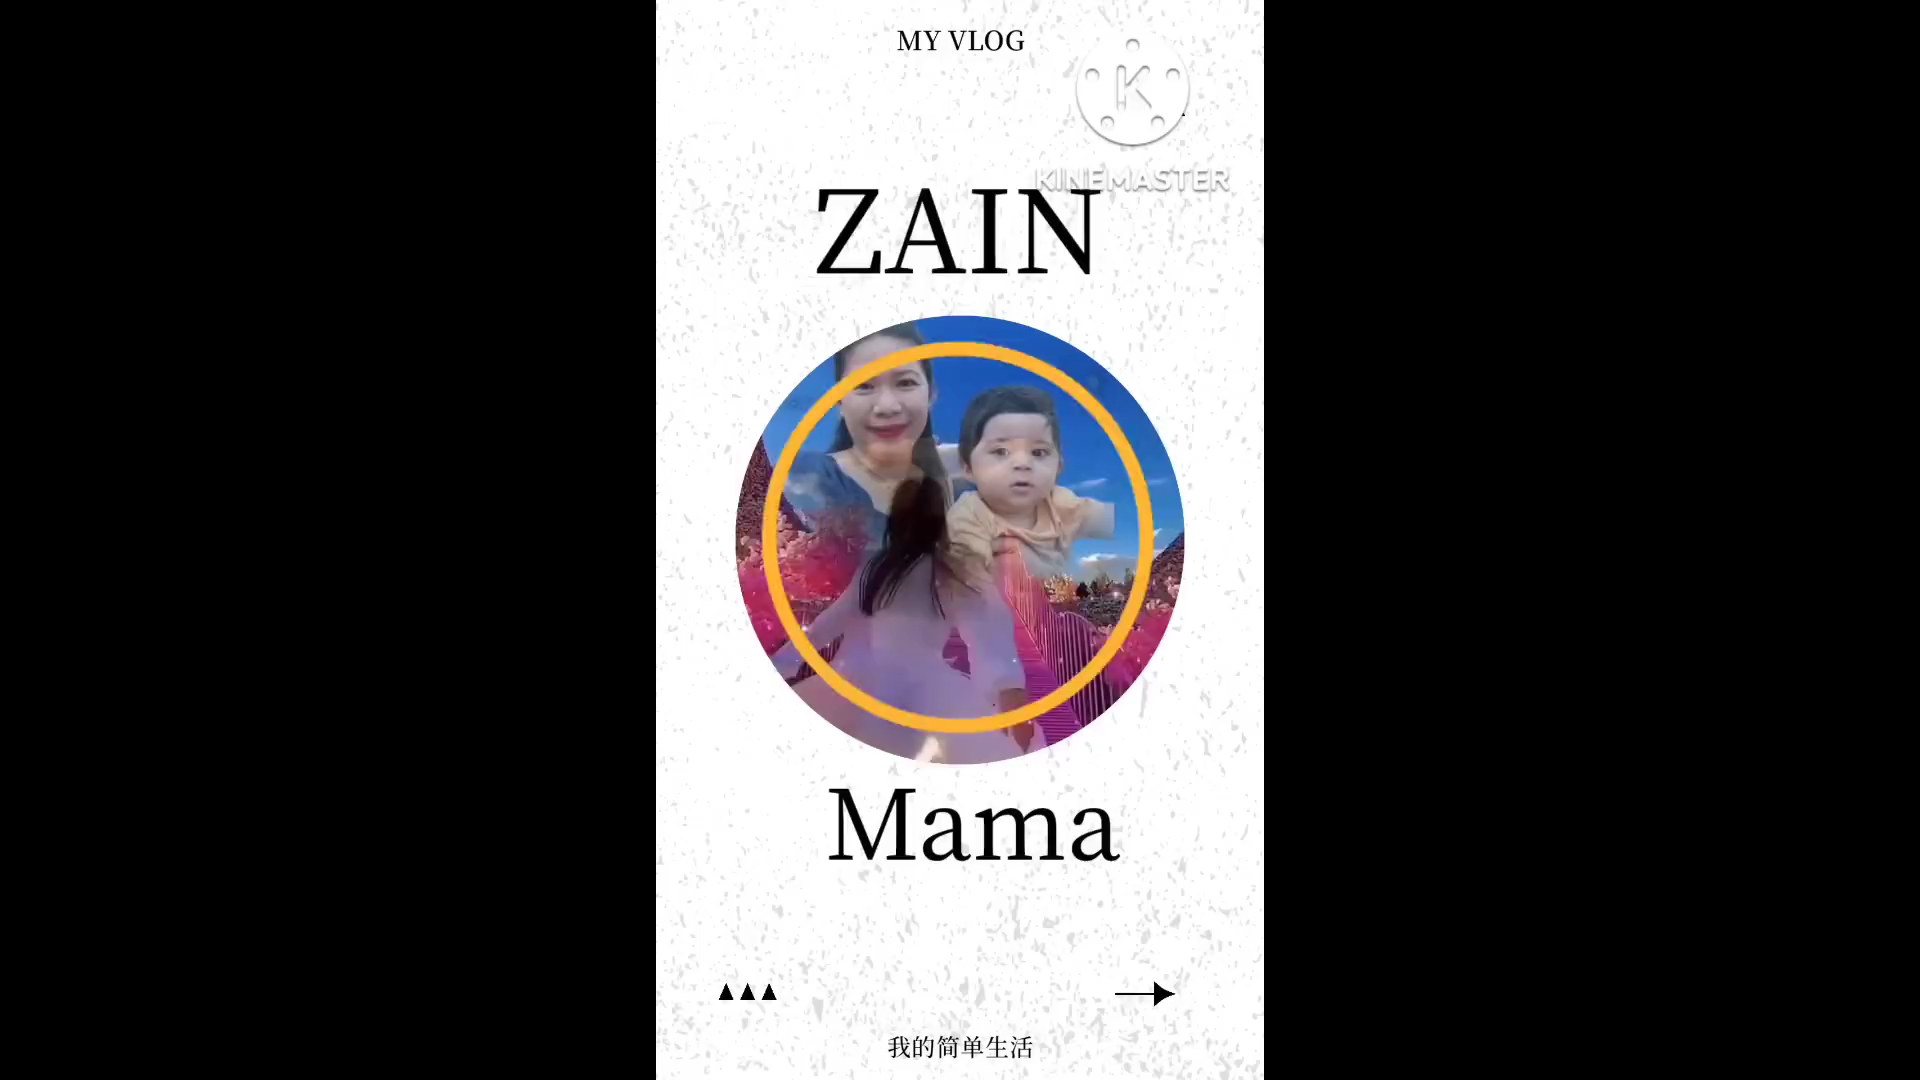 MY VLOG
K
KINEMASTER
ZAIN
Mama
我的简单生活